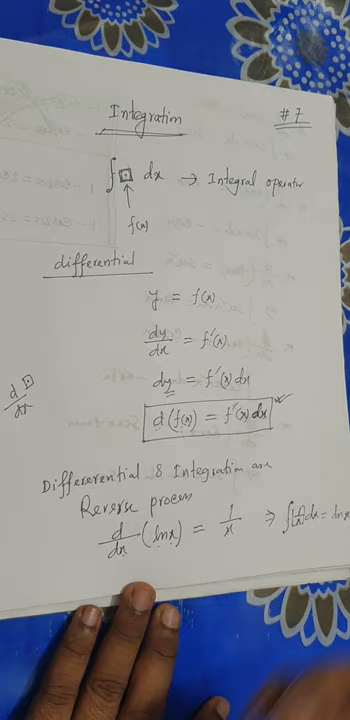 Integration
# 7
∫ □ dx → Integral operator
↑
f(x)
differential
y = f(x)
dy/dx = f'(x)
dy = f'(x) dx
d □/dx
d (f(x)) = f'(x) dx
Differential & Integration are
Reverse process
d/dx (lnx) = 1/x ⇒ ∫(1/x)dx = lnx